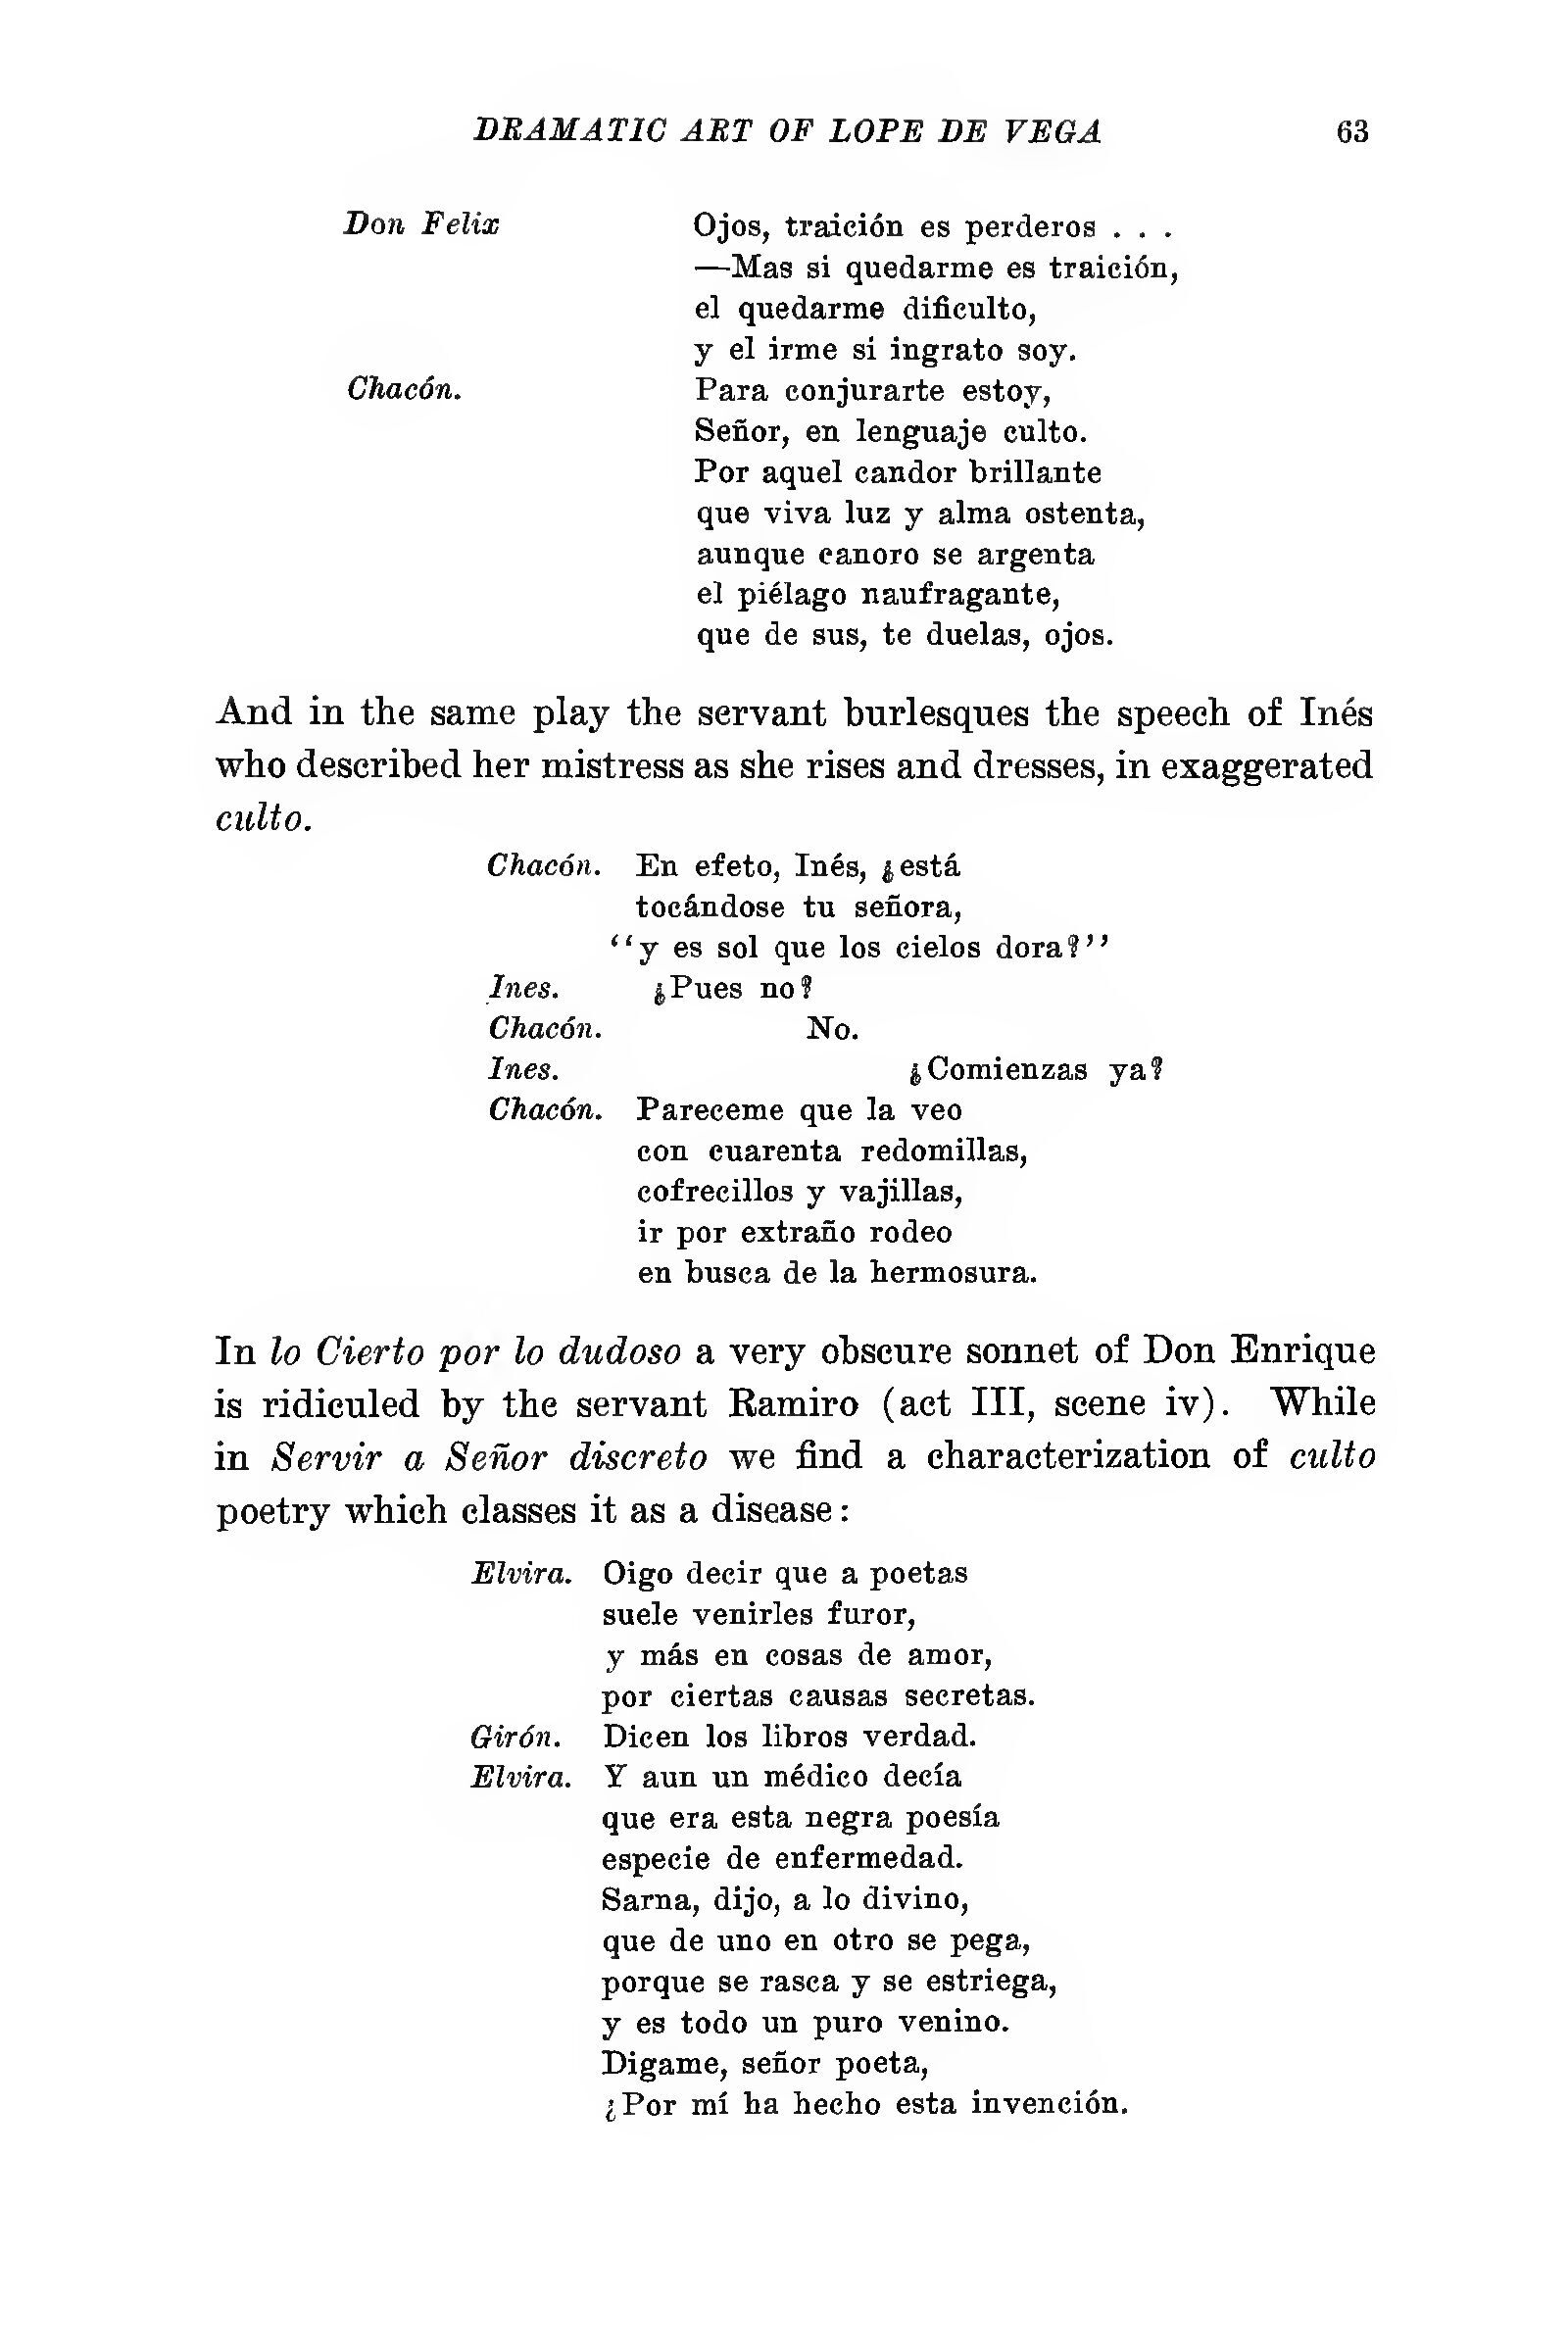 DRAMATIC ART OF LOPE DE VEGA 63
Don Felix Ojos, traición es perderos . . .
—Mas si quedarme es traición,
el quedarme dificulto,
y el irme si ingrato soy.
Chacón. Para conjurarte estoy,
Señor, en lenguaje culto.
Por aquel candor brillante
que viva luz y alma ostenta,
aunque canoro se argenta
el piélago naufragante,
que de sus, te duelas, ojos.
And in the same play the servant burlesques the speech of Inés
who described her mistress as she rises and dresses, in exaggerated
culto.
Chacón. En efeto, Inés, ¿está
tocándose tu señora,
"y es sol que los cielos dora?"
Ines. ¿Pues no?
Chacón. No.
Ines. ¿Comienzas ya?
Chacón. Pareceme que la veo
con cuarenta redomillas,
cofrecillos y vajillas,
ir por extraño rodeo
en busca de la hermosura.
In lo Cierto por lo dudoso a very obscure sonnet of Don Enrique
is ridiculed by the servant Ramiro (act III, scene iv). While
in Servir a Señor discreto we find a characterization of culto
poetry which classes it as a disease:
Elvira. Oigo decir que a poetas
suele venirles furor,
y más en cosas de amor,
por ciertas causas secretas.
Girón. Dicen los libros verdad.
Elvira. Y aun un médico decía
que era esta negra poesía
especie de enfermedad.
Sarna, dijo, a lo divino,
que de uno en otro se pega,
porque se rasca y se estriega,
y es todo un puro venino.
Digame, señor poeta,
¿Por mí ha hecho esta invención.